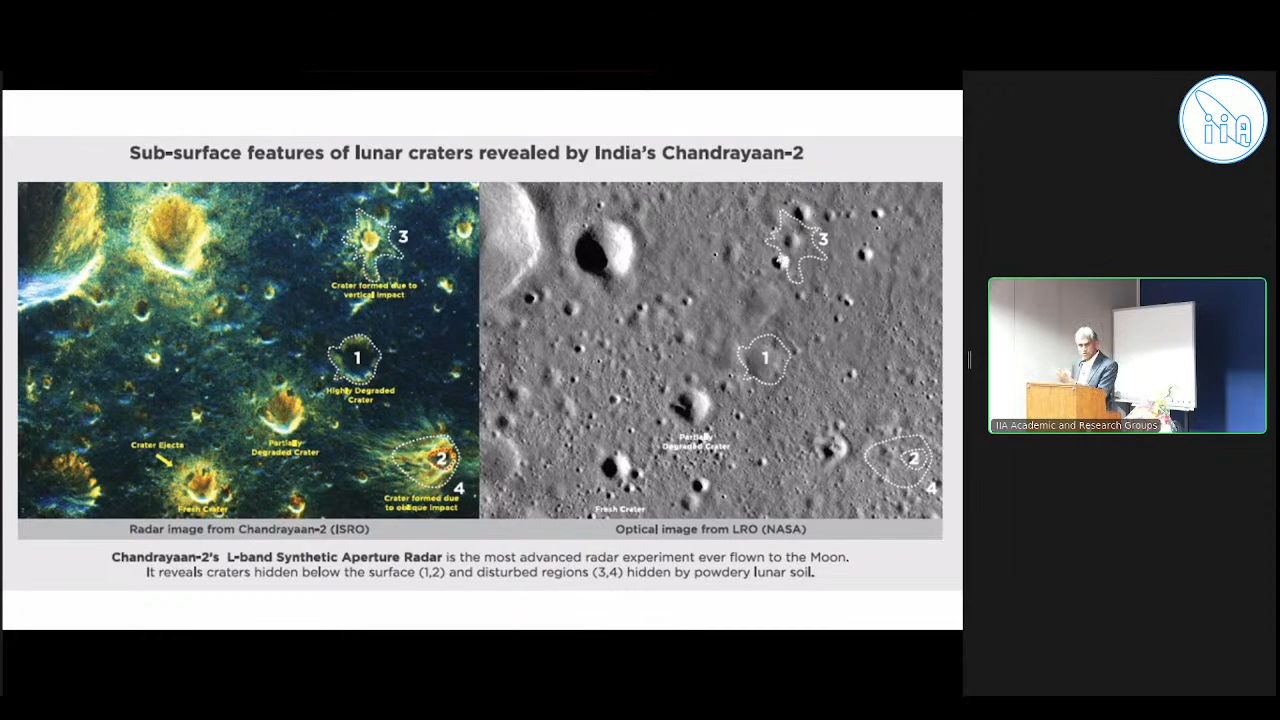 Sub-surface features of lunar craters revealed by India's Chandrayaan-2
3
Crater formed due to
vertical impact
1
Highly Degraded
Crater
Crater Ejecta
Partially
Degraded Crater
2
4
Fresh Crater
Crater formed due
to oblique impact
3
1
Partially
Degraded Crater
2
4
Fresh Crater
Radar image from Chandrayaan-2 (ISRO)
Optical image from LRO (NASA)
Chandrayaan-2's L-band Synthetic Aperture Radar is the most advanced radar experiment ever flown to the Moon.
It reveals craters hidden below the surface (1,2) and disturbed regions (3,4) hidden by powdery lunar soil.
iiA
IIA Academic and Research Groups